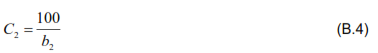 C₂ = 100 / b₂ (B.4)